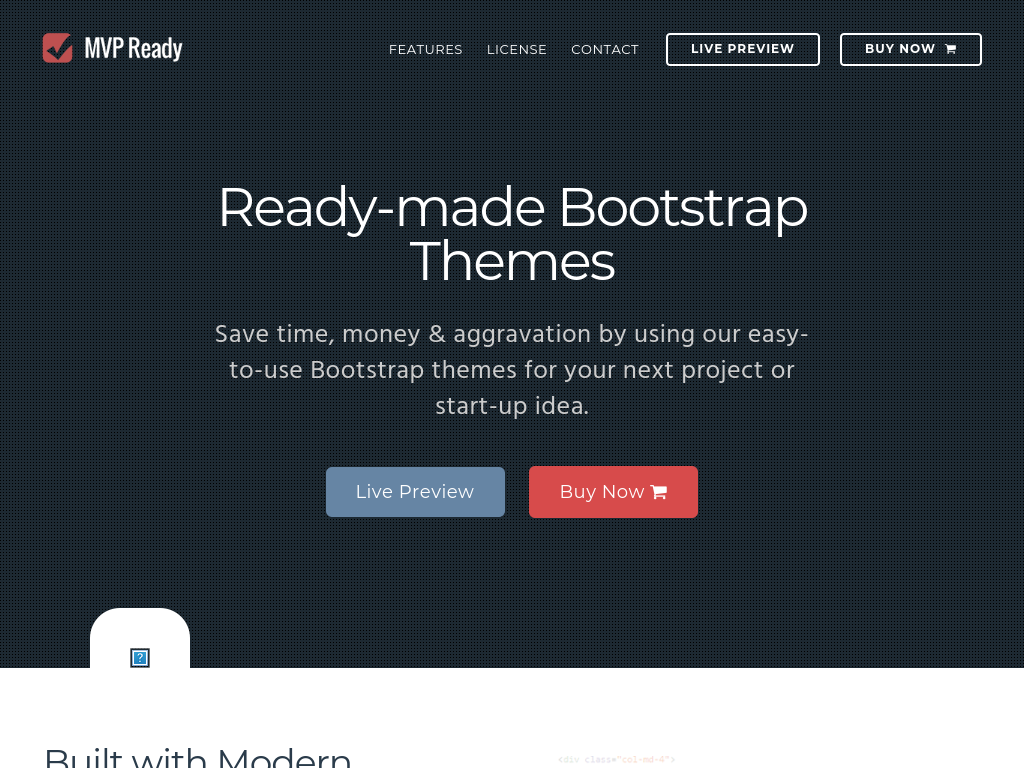 MVP Ready
FEATURES LICENSE CONTACT LIVE PREVIEW BUY NOW
Ready-made Bootstrap
Themes
Save time, money & aggravation by using our easy-
to-use Bootstrap themes for your next project or
start-up idea.
Live Preview Buy Now
?
Built with Modern
<div class="col-md-4">